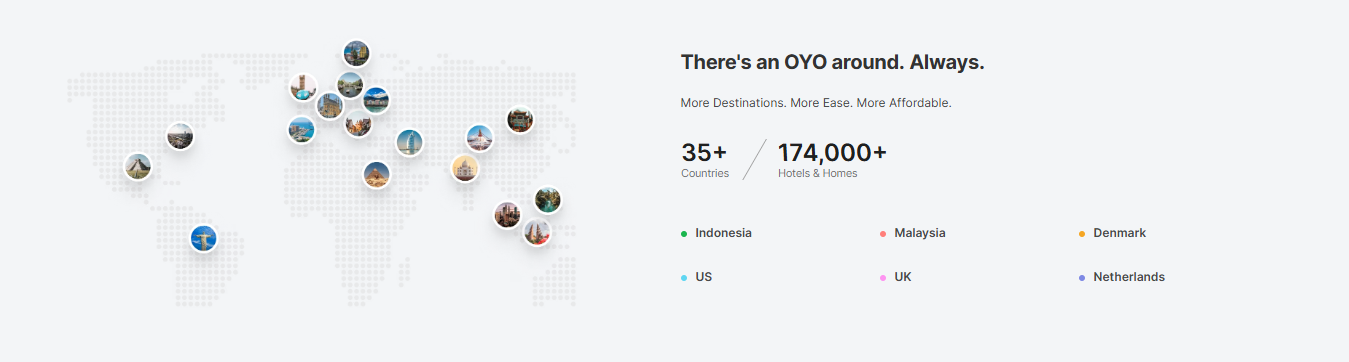 There's an OYO around. Always.
More Destinations. More Ease. More Affordable.
35+ 174,000+
Countries Hotels & Homes
Indonesia Malaysia Denmark
US UK Netherlands